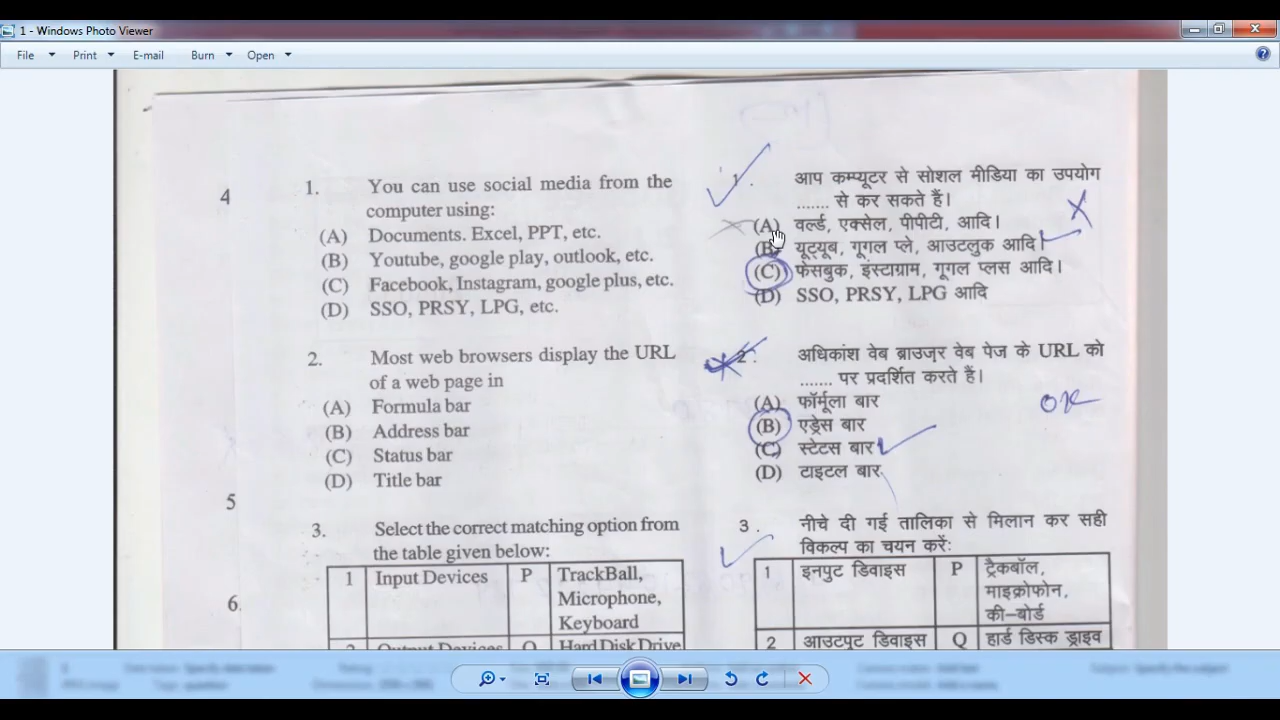 1 - Windows Photo Viewer
File Print E-mail Burn Open
4
1. You can use social media from the
computer using:
(A) Documents. Excel, PPT, etc.
(B) Youtube, google play, outlook, etc.
(C) Facebook, Instagram, google plus, etc.
(D) SSO, PRSY, LPG, etc.
2. Most web browsers display the URL
of a web page in
(A) Formula bar
(B) Address bar
(C) Status bar
(D) Title bar
5
3. Select the correct matching option from
the table given below:
1 Input Devices P TrackBall,
Microphone,
Keyboard
6.
2 Output Devices Q Hard Disk Drive
1. आप कम्प्यूटर से सोशल मीडिया का उपयोग
....... से कर सकते हैं।
(A) वर्ल्ड, एक्सेल, पीपीटी, आदि।
(B) यूट्यूब, गूगल प्ले, आउटलुक आदि।
(C) फेसबुक, इंस्टाग्राम, गूगल प्लस आदि।
(D) SSO, PRSY, LPG आदि
2. अधिकांश वेब ब्राउज़र वेब पेज के URL को
....... पर प्रदर्शित करते हैं।
(A) फॉर्मूला बार
(B) एड्रेस बार
(C) स्टेटस बार
(D) टाइटल बार
OK
3. नीचे दी गई तालिका से मिलान कर सही
विकल्प का चयन करें:
1 इनपुट डिवाइस P ट्रैकबॉल,
माइक्रोफोन,
की–बोर्ड
2 आउटपुट डिवाइस Q हार्ड डिस्क ड्राइव